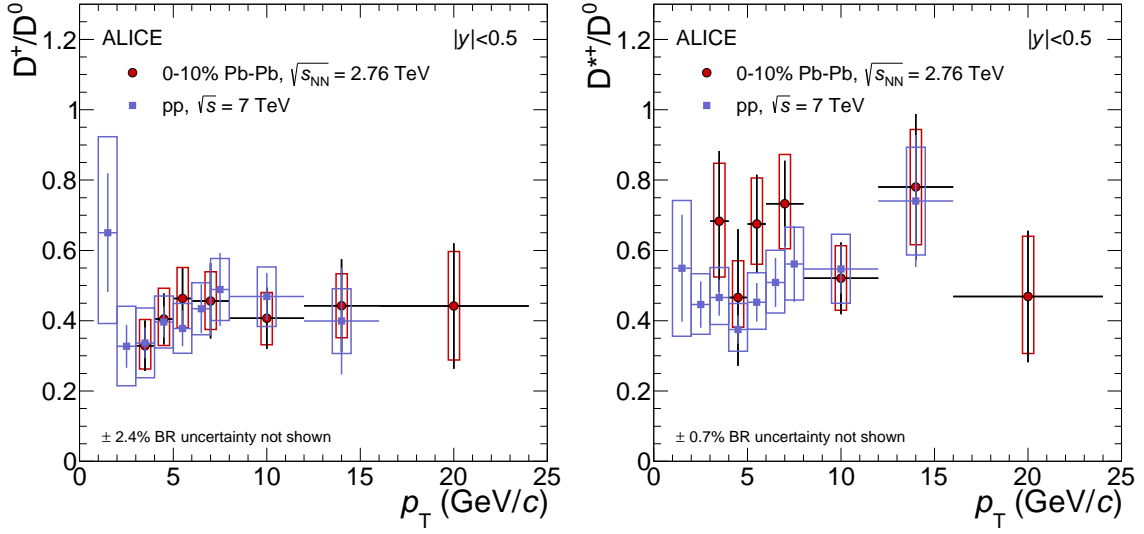 D⁺/D⁰
ALICE
|y|<0.5
0-10% Pb-Pb, √s_NN = 2.76 TeV
pp, √s = 7 TeV
± 2.4% BR uncertainty not shown
1.2
1
0.8
0.6
0.4
0.2
0
0 5 10 15 20 25
p_T (GeV/c)
D*⁺/D⁰
ALICE
|y|<0.5
0-10% Pb-Pb, √s_NN = 2.76 TeV
pp, √s = 7 TeV
± 0.7% BR uncertainty not shown
1.2
1
0.8
0.6
0.4
0.2
0
0 5 10 15 20 25
p_T (GeV/c)